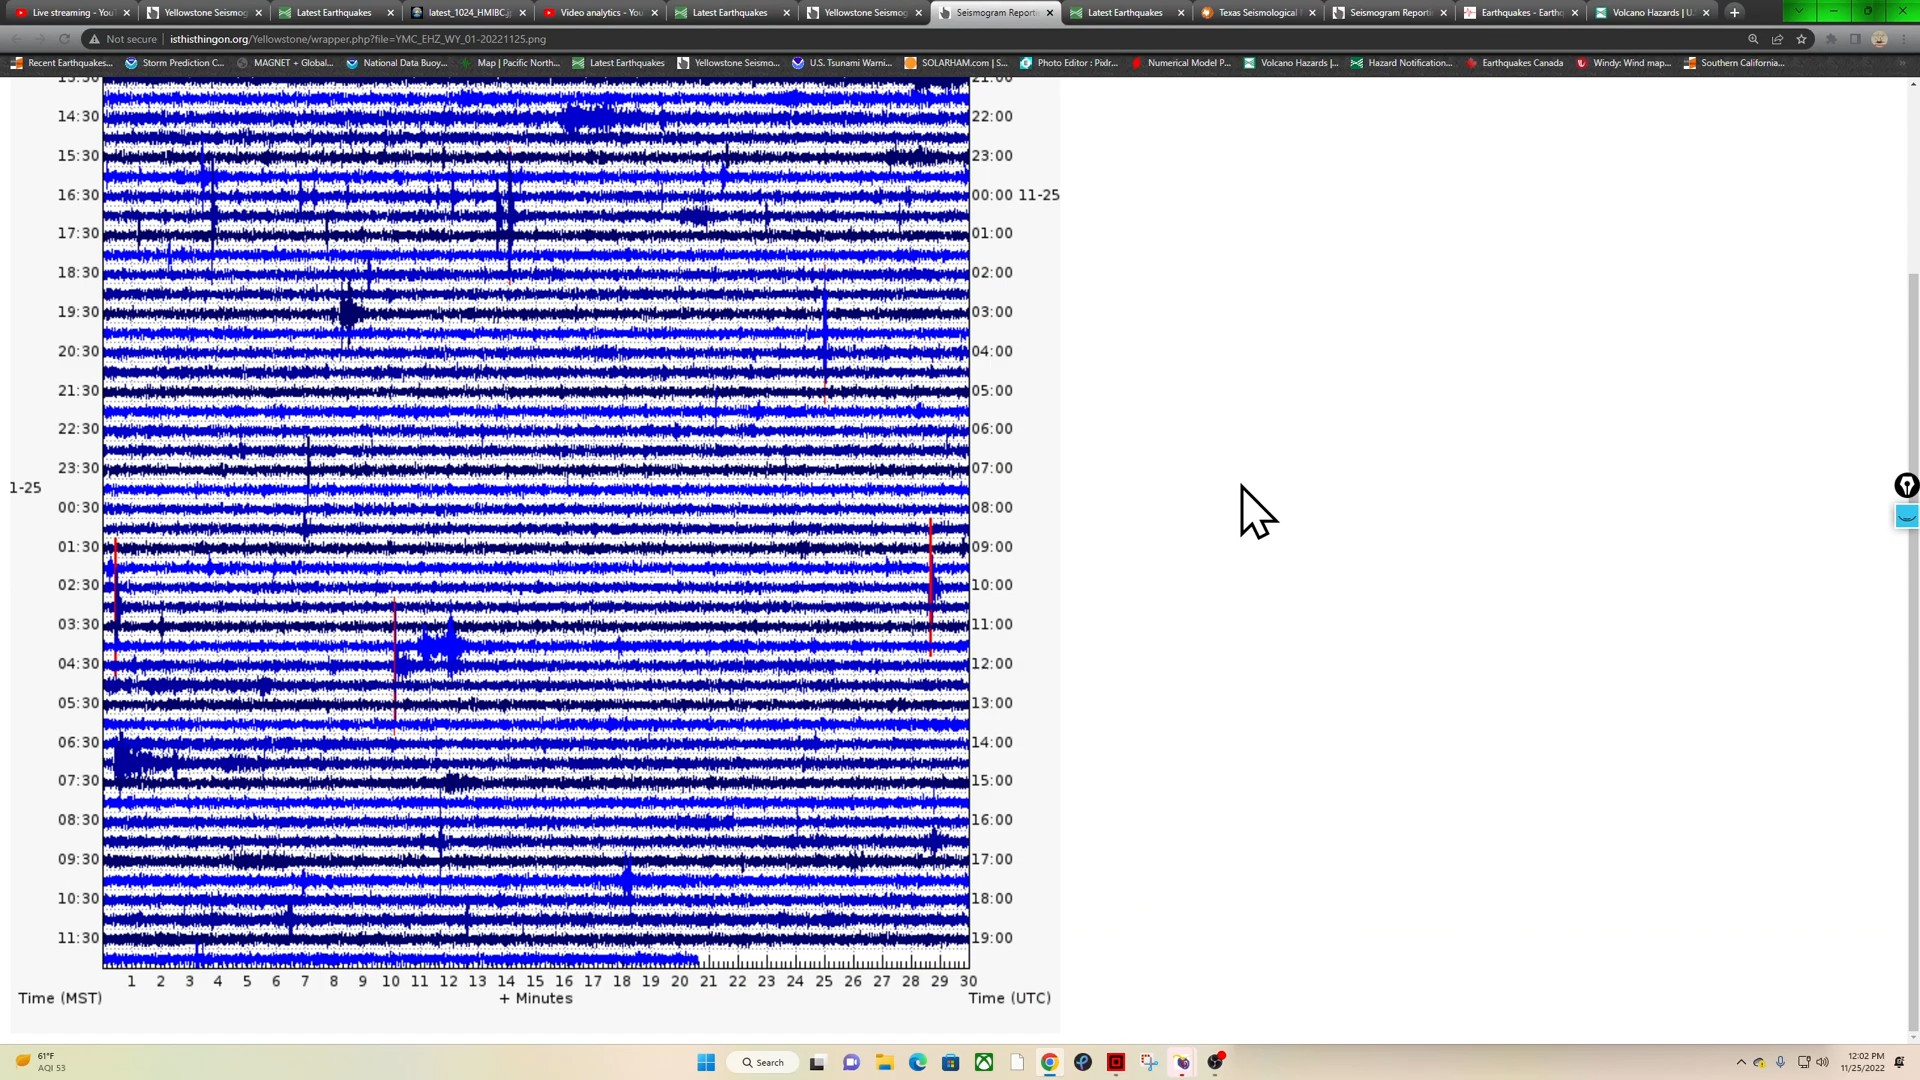 Live streaming - You
Yellowstone Seismog
Latest Earthquakes
latest_1024_HMIBC.jp
Video analytics - You
Latest Earthquakes
Yellowstone Seismog
Seismogram Reporti
Latest Earthquakes
Texas Seismological
Seismogram Reporti
Earthquakes - Earthq
Volcano Hazards | U.
Not secure
isthisthingon.org/Yellowstone/wrapper.php?file=YMC_EHZ_WY_01-20221125.png
Recent Earthquakes...
Storm Prediction C...
MAGNET + Global...
National Data Buoy...
Map | Pacific North...
Latest Earthquakes
Yellowstone Seismo...
U.S. Tsunami Warni...
SOLARHAM.com | S...
Photo Editor : Pixlr...
Numerical Model P...
Volcano Hazards |...
Hazard Notification...
Earthquakes Canada
Windy: Wind map...
Southern California...
13:30 21:00
14:30 22:00
15:30 23:00
16:30 00:00 11-25
17:30 01:00
18:30 02:00
19:30 03:00
20:30 04:00
21:30 05:00
22:30 06:00
23:30 07:00
1-25
00:30 08:00
01:30 09:00
02:30 10:00
03:30 11:00
04:30 12:00
05:30 13:00
06:30 14:00
07:30 15:00
08:30 16:00
09:30 17:00
10:30 18:00
11:30 19:00
1 2 3 4 5 6 7 8 9 10 11 12 13 14 15 16 17 18 19 20 21 22 23 24 25 26 27 28 29 30
Time (MST) + Minutes Time (UTC)
61°F
AQI 53
Search
12:02 PM
11/25/2022